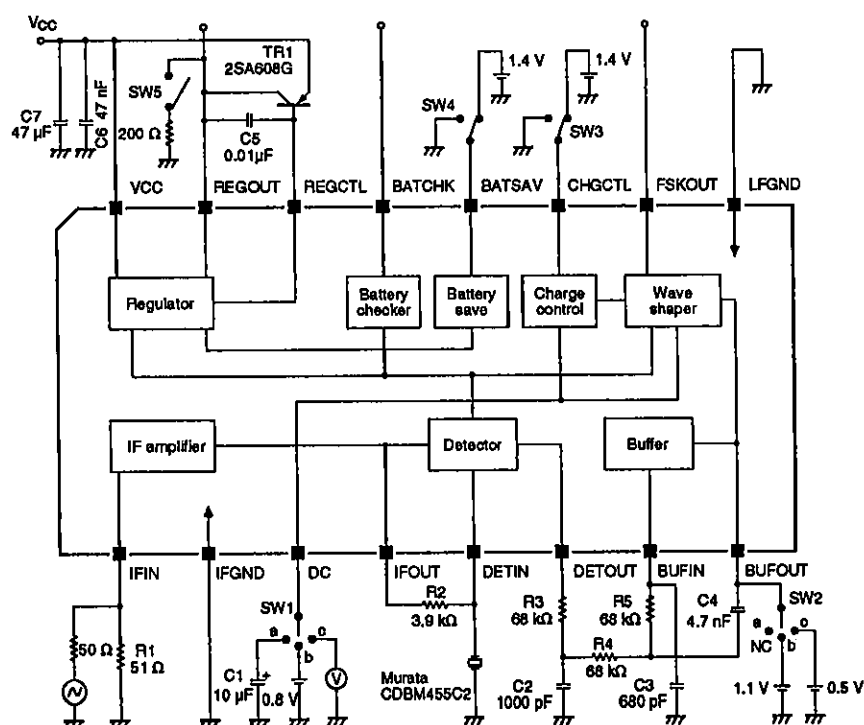 VCC
TR1
2SA608G
1.4 V
1.4 V
SW5
SW4
SW3
C7
47 µF
C6 47 nF
200 Ω
C5
0.01µF
VCC
REGOUT
REGCTL
BATCHK
BATSAV
CHGCTL
FSKOUT
LFGND
Regulator
Battery
checker
Battery
save
Charge
control
Wave
shaper
IF amplifier
Detector
Buffer
IFIN
IFGND
DC
IFOUT
DETIN
DETOUT
BUFIN
BUFOUT
R2
3.9 kΩ
R3
68 kΩ
R5
68 kΩ
C4
4.7 nF
SW1
SW2
a
c
b
a
c
NC
b
50 Ω
R1
51 Ω
C1
+
10 µF
0.8 V
V
R4
68 kΩ
Murata
CDBM455C2
C2
1000 pF
C3
680 pF
1.1 V
0.5 V